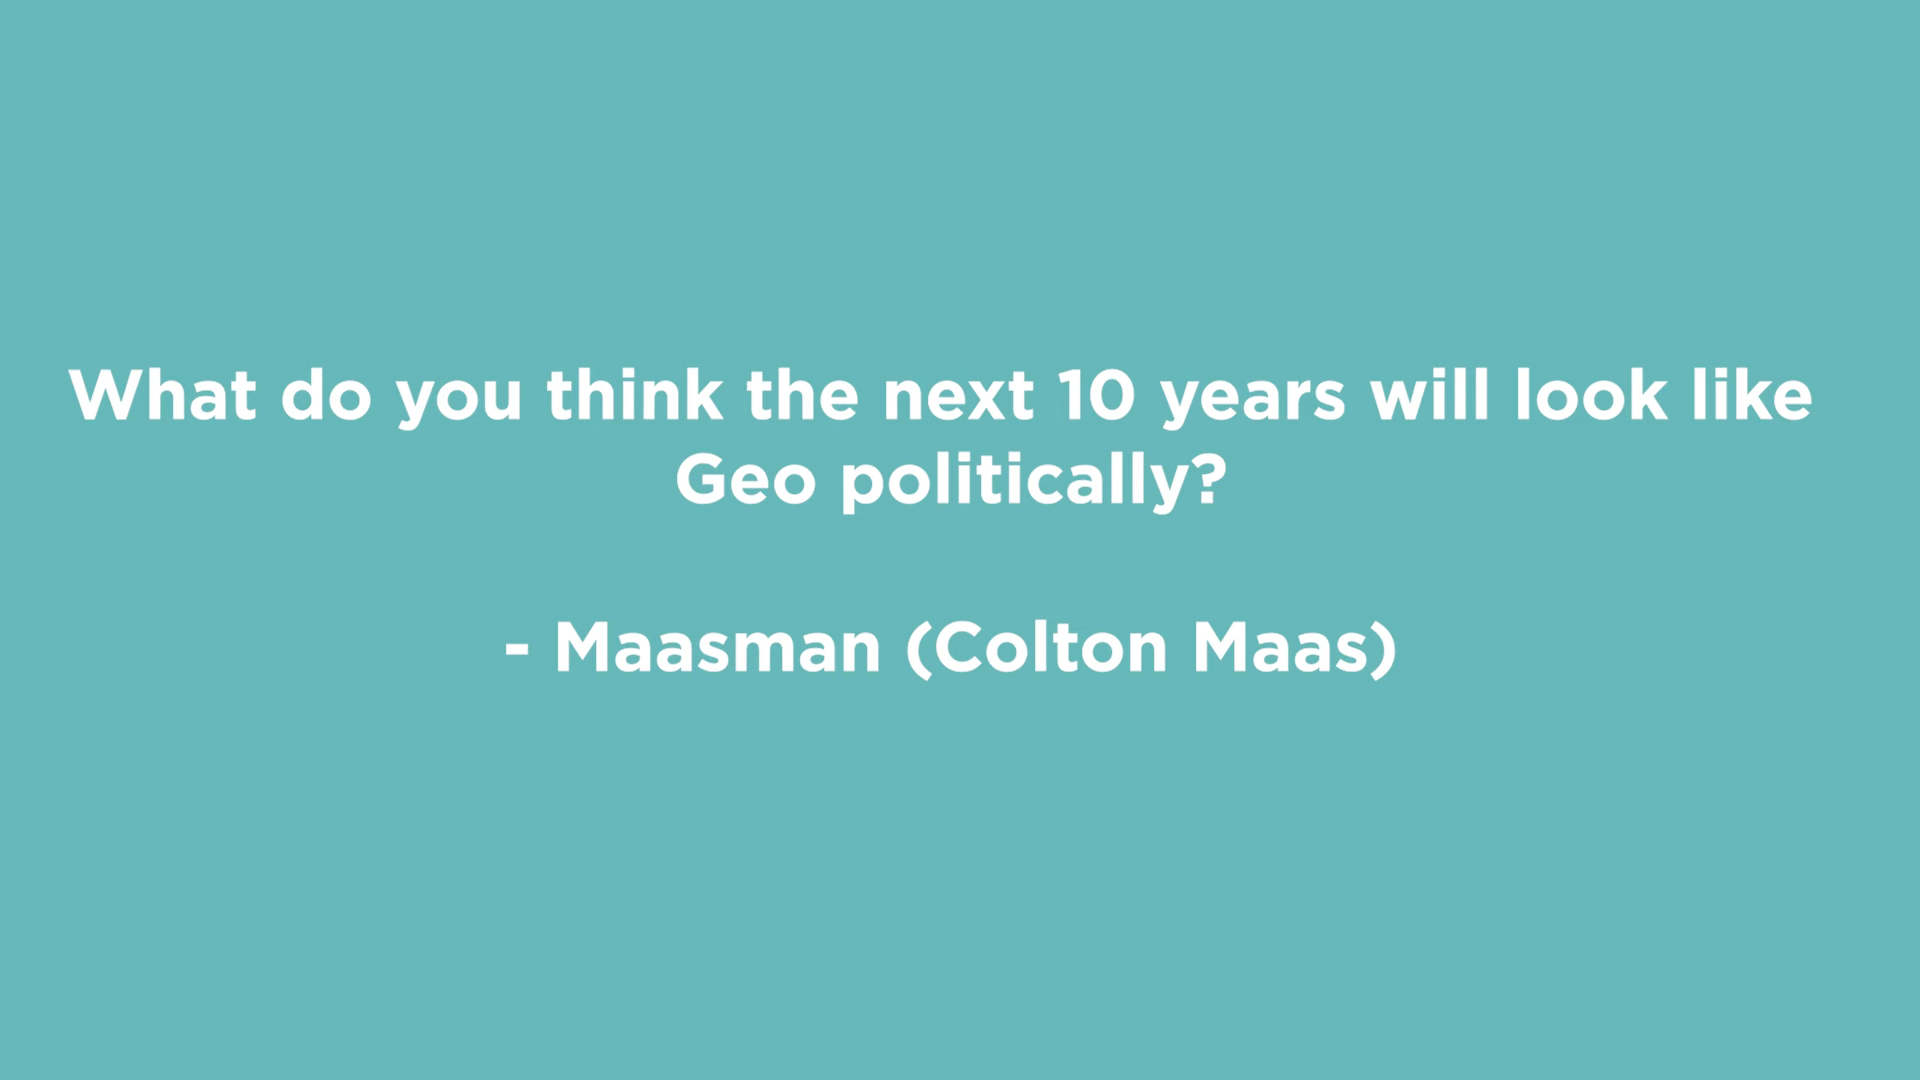 What do you think the next 10 years will look like
Geo politically?
- Maasman (Colton Maas)